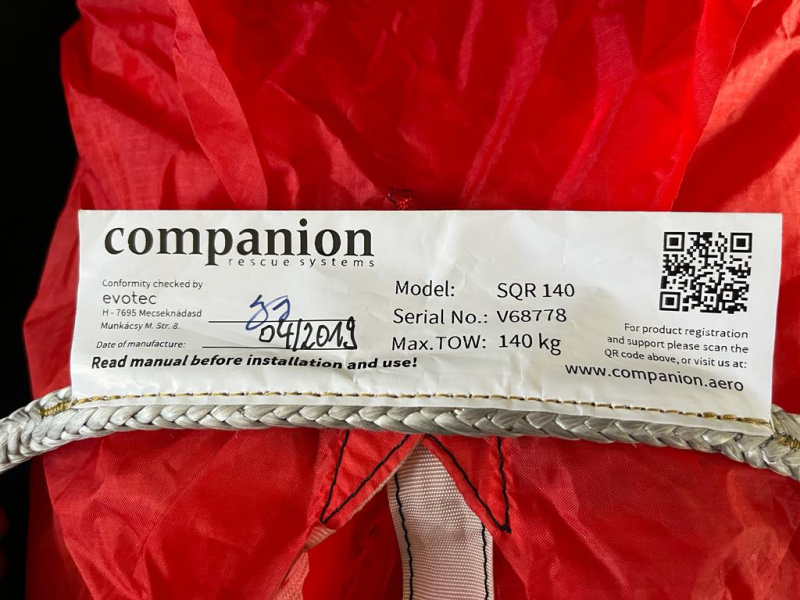 companion
rescue systems
Conformity checked by
evotec
H - 7695 Mecseknádasd
Munkácsy M. Str. 8.
Date of manufacture: 04/2019
Read manual before installation and use!
Model: SQR 140
Serial No.: V68778
Max.TOW: 140 kg
For product registration
and support please scan the
QR code above, or visit us at:
www.companion.aero